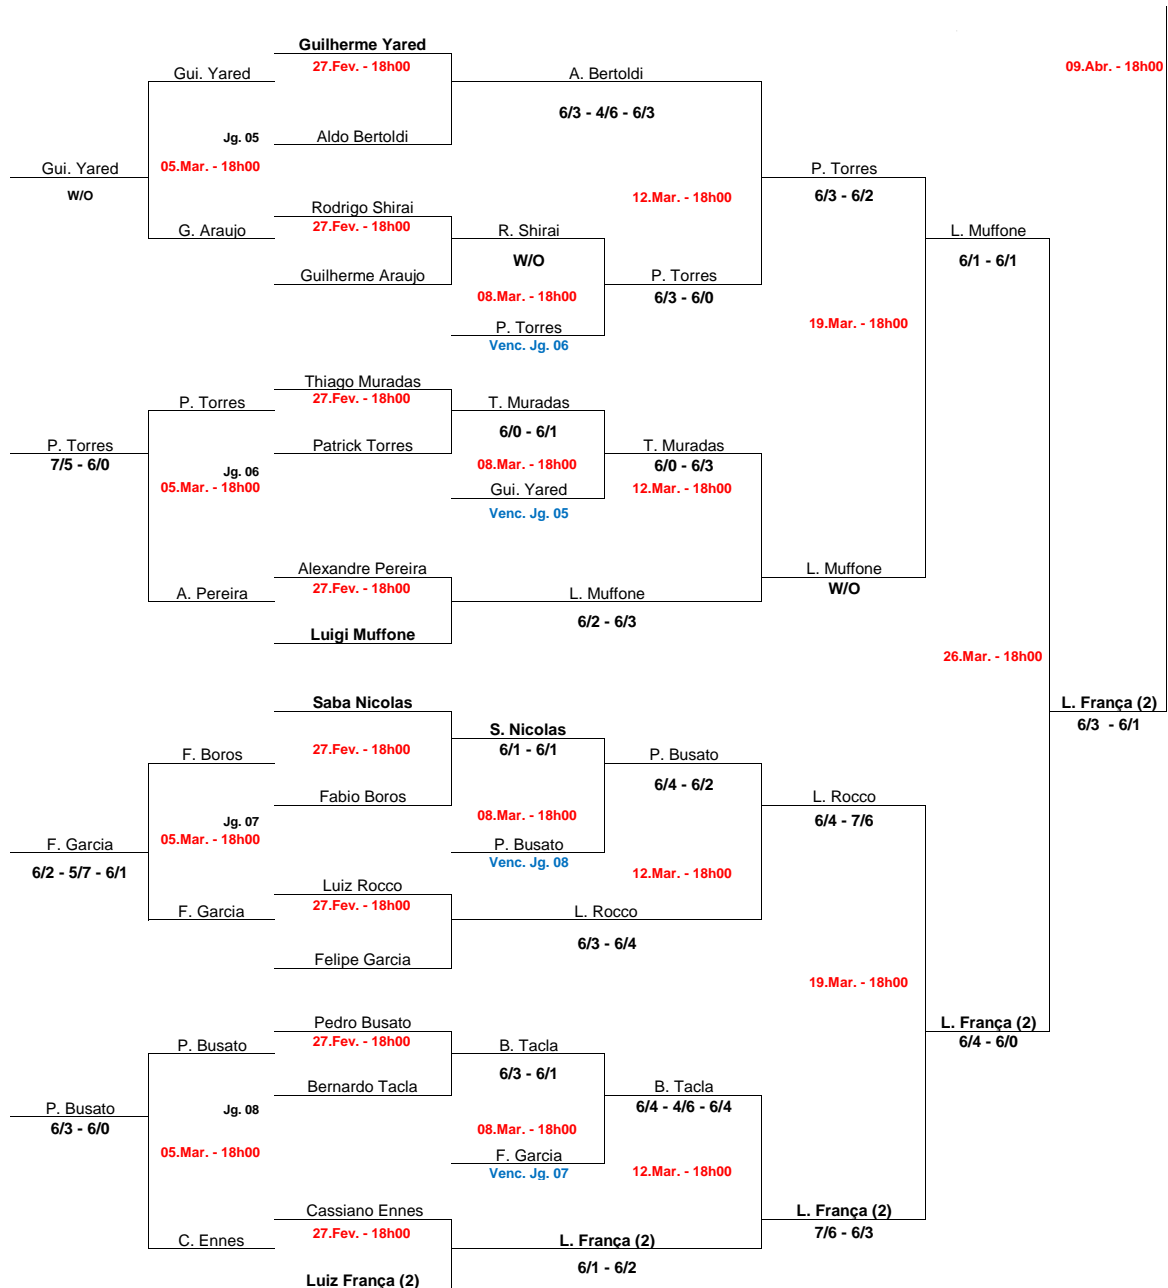 Guilherme Yared
27.Fev. - 18h00
Gui. Yared
A. Bertoldi
09.Abr. - 18h00
6/3 - 4/6 - 6/3
Jg. 05
Aldo Bertoldi
Gui. Yared
05.Mar. - 18h00
P. Torres
W/O
12.Mar. - 18h00
6/3 - 6/2
Rodrigo Shirai
27.Fev. - 18h00
G. Araujo
R. Shirai
L. Muffone
W/O
6/1 - 6/1
Guilherme Araujo
P. Torres
08.Mar. - 18h00
6/3 - 6/0
P. Torres
19.Mar. - 18h00
Venc. Jg. 06
Thiago Muradas
27.Fev. - 18h00
P. Torres
T. Muradas
6/0 - 6/1
P. Torres
Patrick Torres
T. Muradas
7/5 - 6/0
Jg. 06
08.Mar. - 18h00
6/0 - 6/3
05.Mar. - 18h00
Gui. Yared
12.Mar. - 18h00
Venc. Jg. 05
Alexandre Pereira
L. Muffone
27.Fev. - 18h00
W/O
A. Pereira
L. Muffone
6/2 - 6/3
Luigi Muffone
26.Mar. - 18h00
Saba Nicolas
L. França (2)
S. Nicolas
6/3 - 6/1
27.Fev. - 18h00
6/1 - 6/1
F. Boros
P. Busato
6/4 - 6/2
Fabio Boros
L. Rocco
Jg. 07
08.Mar. - 18h00
6/4 - 7/6
05.Mar. - 18h00
F. Garcia
P. Busato
Venc. Jg. 08
6/2 - 5/7 - 6/1
12.Mar. - 18h00
Luiz Rocco
27.Fev. - 18h00
F. Garcia
L. Rocco
6/3 - 6/4
Felipe Garcia
19.Mar. - 18h00
Pedro Busato
L. França (2)
27.Fev. - 18h00
6/4 - 6/0
P. Busato
B. Tacla
6/3 - 6/1
Bernardo Tacla
B. Tacla
P. Busato
Jg. 08
6/4 - 4/6 - 6/4
6/3 - 6/0
08.Mar. - 18h00
05.Mar. - 18h00
F. Garcia
Venc. Jg. 07
12.Mar. - 18h00
Cassiano Ennes
L. França (2)
27.Fev. - 18h00
7/6 - 6/3
C. Ennes
L. França (2)
6/1 - 6/2
Luiz França (2)